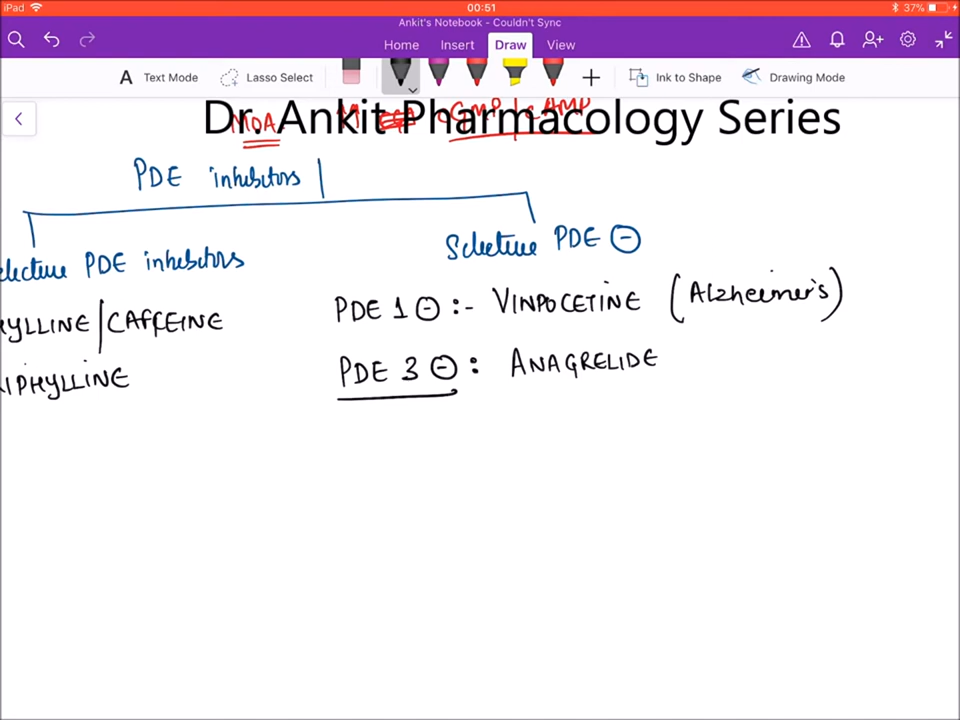 iPad 00:51 37%
Ankit's Notebook - Couldn't Sync
Home Insert Draw View
A Text Mode Lasso Select Ink to Shape Drawing Mode
MOA cGMP / cAMP
Dr. Ankit Pharmacology Series
PDE inhibitors
Selective PDE ⊖
electure PDE inhibitors
PDE 1 ⊖ :- VINPOCETINE (Alzheimer's)
HYLLINE / CAFFEINE
PDE 3 ⊖ : ANAGRELIDE
IPHYLLINE